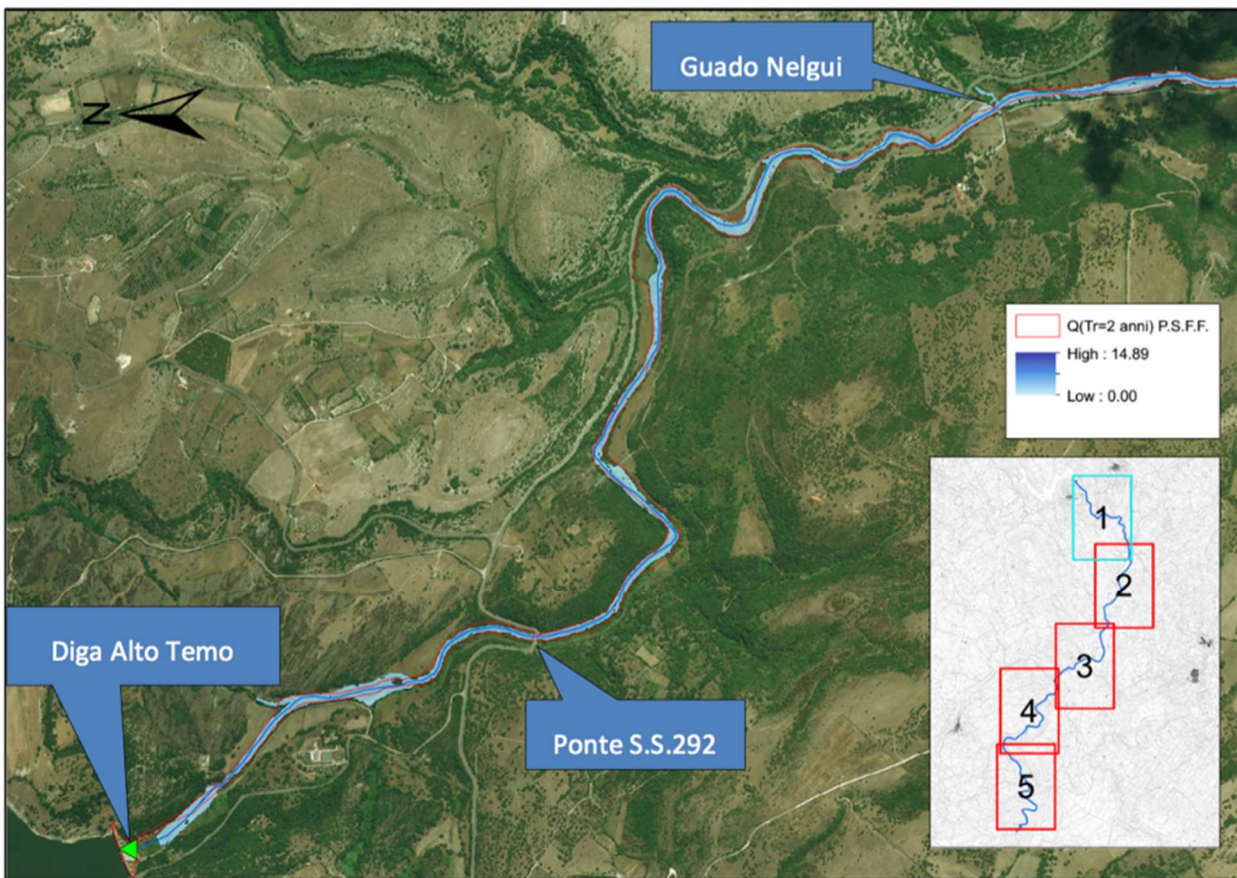 Guado Nelgui
N
Q(Tr=2 anni) P.S.F.F.
High : 14.89
Low : 0.00
1
2
3
4
5
Diga Alto Temo
Ponte S.S.292